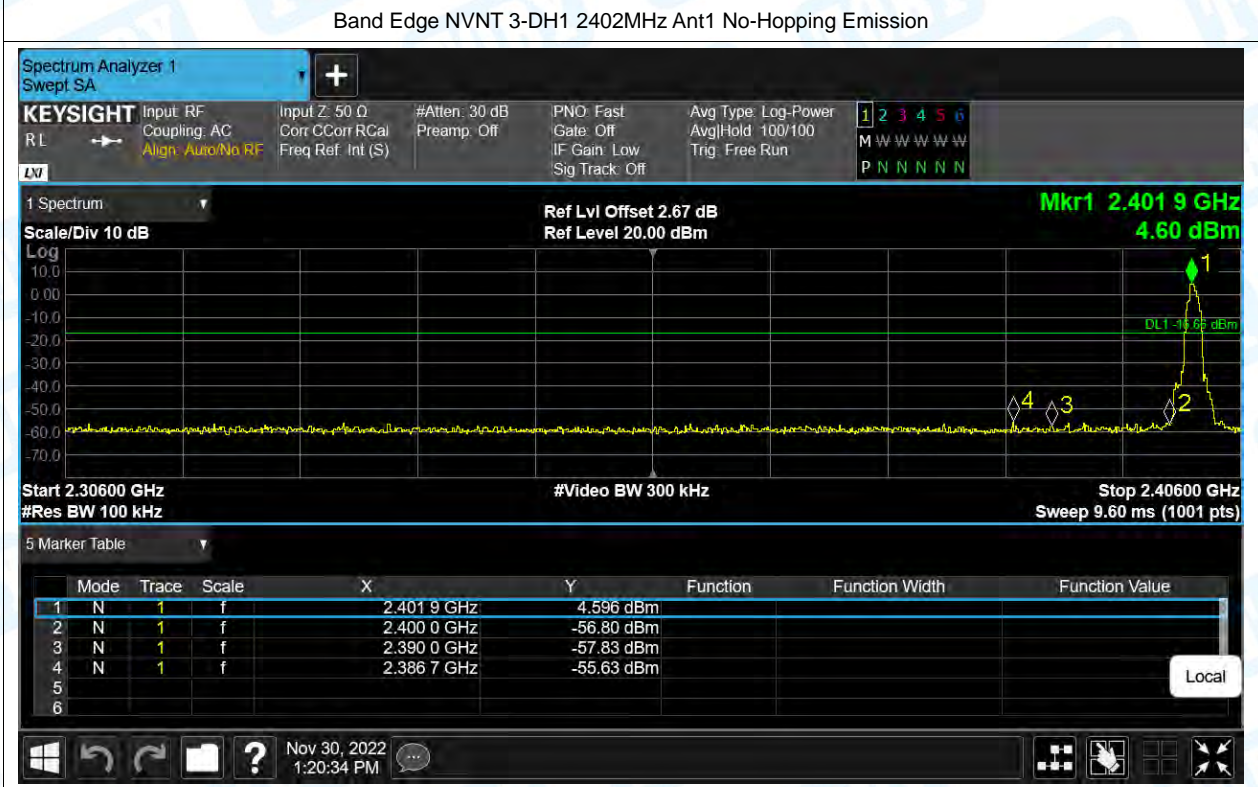 Band Edge NVNT 3-DH1 2402MHz Ant1 No-Hopping Emission
Spectrum Analyzer 1
Swept SA
+
KEYSIGHT Input: RF Input Z: 50 Ω #Atten: 30 dB PNO: Fast Avg Type: Log-Power 1 2 3 4 5 6
R L Coupling: AC Corr CCorr RCal Preamp: Off Gate: Off Avg|Hold: 100/100 M W W W W W
Align: Auto/No RF Freq Ref: Int (S) IF Gain: Low Trig: Free Run P N N N N N
LXI Sig Track: Off
1 Spectrum Ref Lvl Offset 2.67 dB Mkr1 2.401 9 GHz
Scale/Div 10 dB Ref Level 20.00 dBm 4.60 dBm
Log
10.0 1
0.00
-10.0 DL1 -16.65 dBm
-20.0
-30.0
-40.0
-50.0 4 3 2
-60.0
-70.0
Start 2.30600 GHz #Video BW 300 kHz Stop 2.40600 GHz
#Res BW 100 kHz Sweep 9.60 ms (1001 pts)
5 Marker Table
Mode Trace Scale X Y Function Function Width Function Value
1 N 1 f 2.401 9 GHz 4.596 dBm
2 N 1 f 2.400 0 GHz -56.80 dBm
3 N 1 f 2.390 0 GHz -57.83 dBm
4 N 1 f 2.386 7 GHz -55.63 dBm
5
6
Local
? Nov 30, 2022
1:20:34 PM